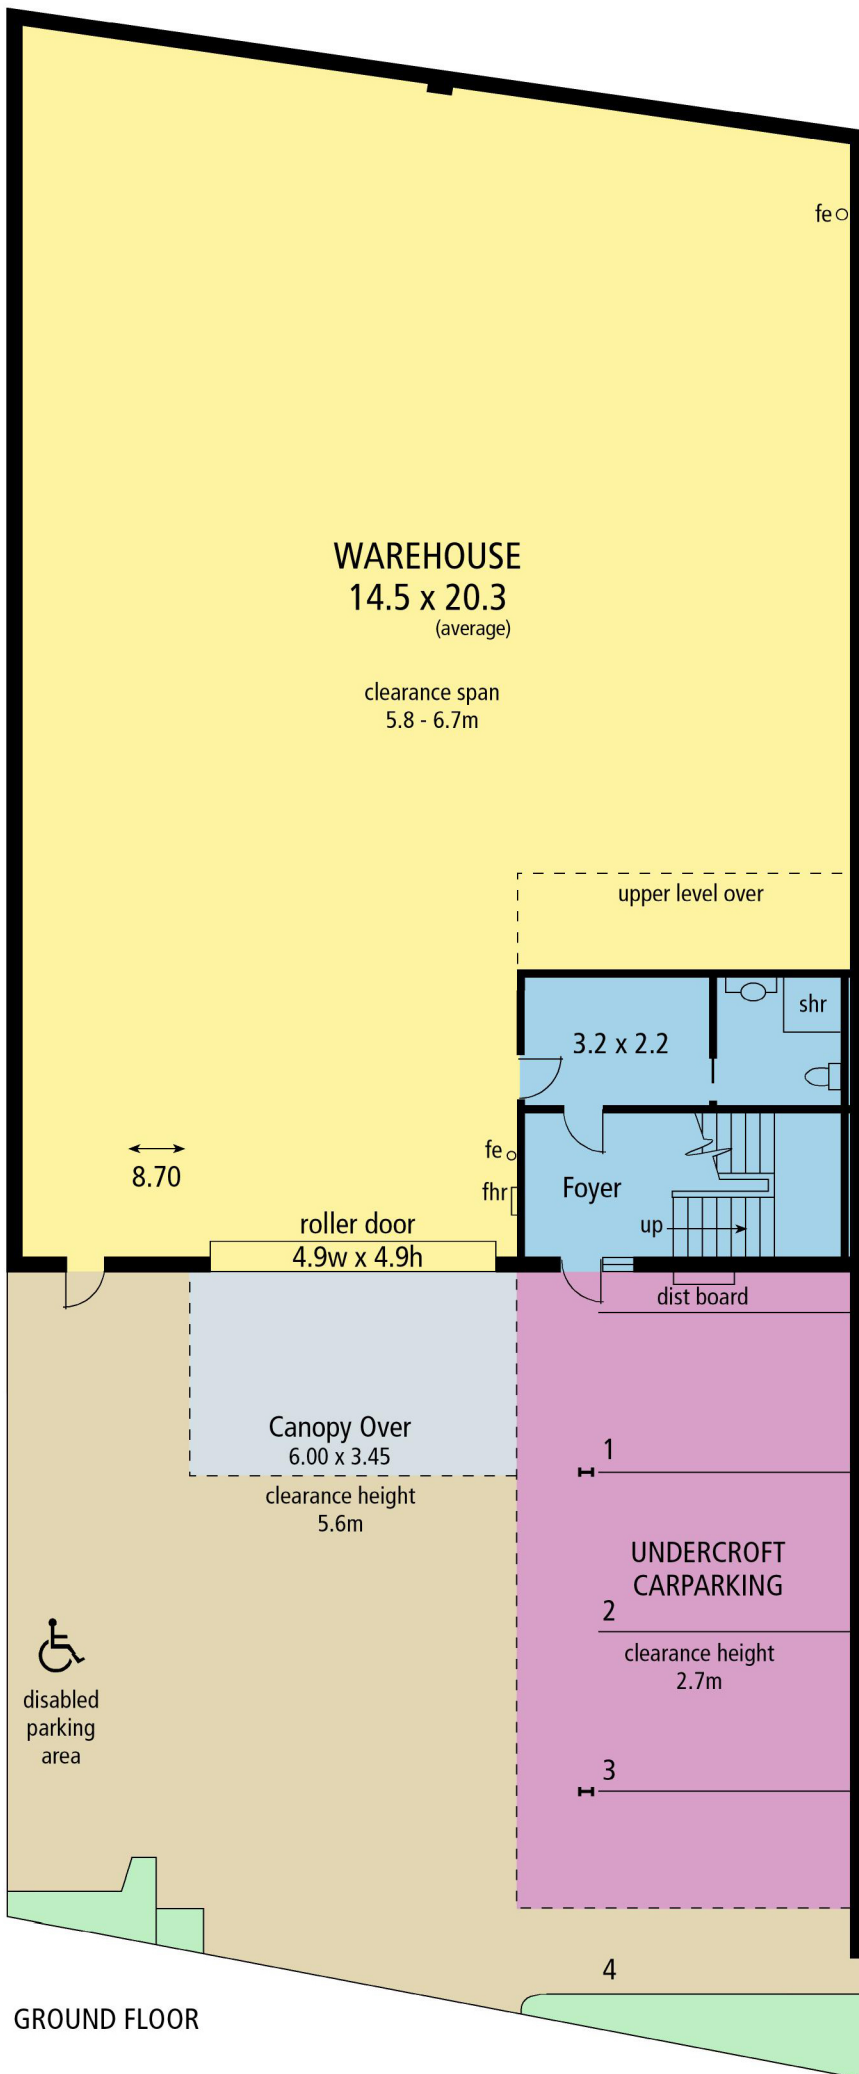 fe
WAREHOUSE
14.5 x 20.3
(average)
clearance span
5.8 - 6.7m
upper level over
shr
3.2 x 2.2
fe
8.70
fhr
Foyer
roller door
up
4.9w x 4.9h
dist board
Canopy Over
6.00 x 3.45
1
clearance height
5.6m
UNDERCROFT
CARPARKING
2
clearance height
2.7m
disabled
parking
area
3
4
GROUND FLOOR